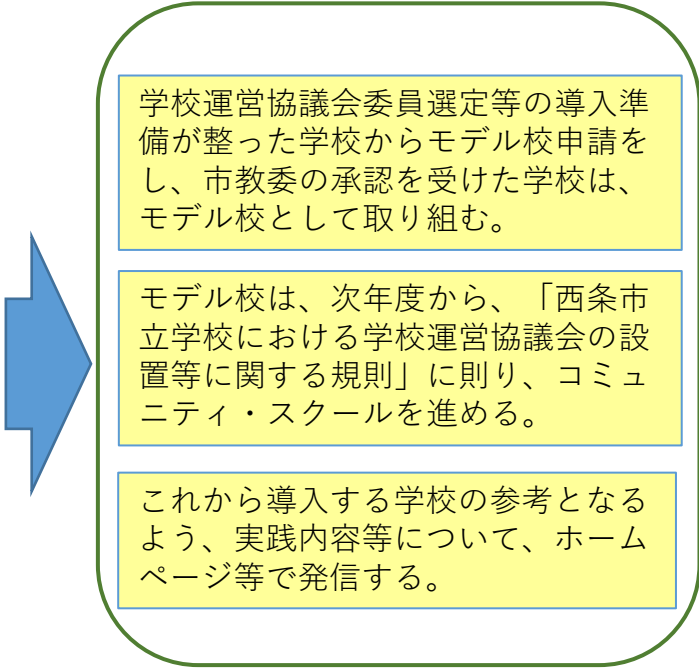 学校運営協議会委員選定等の導入準
備が整った学校からモデル校申請を
し、市教委の承認を受けた学校は、
モデル校として取り組む。
モデル校は、次年度から、「西条市
立学校における学校運営協議会の設
置等に関する規則」に則り、コミュ
ニティ・スクールを進める。
これから導入する学校の参考となる
よう、実践内容等について、ホーム
ページ等で発信する。